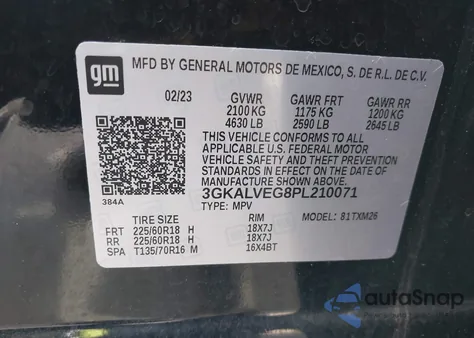 gm
MFD BY GENERAL MOTORS DE MEXICO, S. DE R.L. DE C.V.
02/23 GVWR GAWR FRT GAWR RR
2100 KG 1175 KG 1200 KG
4630 LB 2590 LB 2645 LB
THIS VEHICLE CONFORMS TO ALL
APPLICABLE U.S. FEDERAL MOTOR
VEHICLE SAFETY AND THEFT PREVENTION
STANDARDS IN EFFECT ON THE DATE OF
MANUFACTURE SHOWN ABOVE.
384A
3GKALVEG8PL210071
TYPE: MPV MODEL: 81TXM26
TIRE SIZE RIM
FRT 225/60R18 H 18X7J
RR 225/60R18 H 18X7J
SPA T135/70R16 M 16X4BT
autoSnap